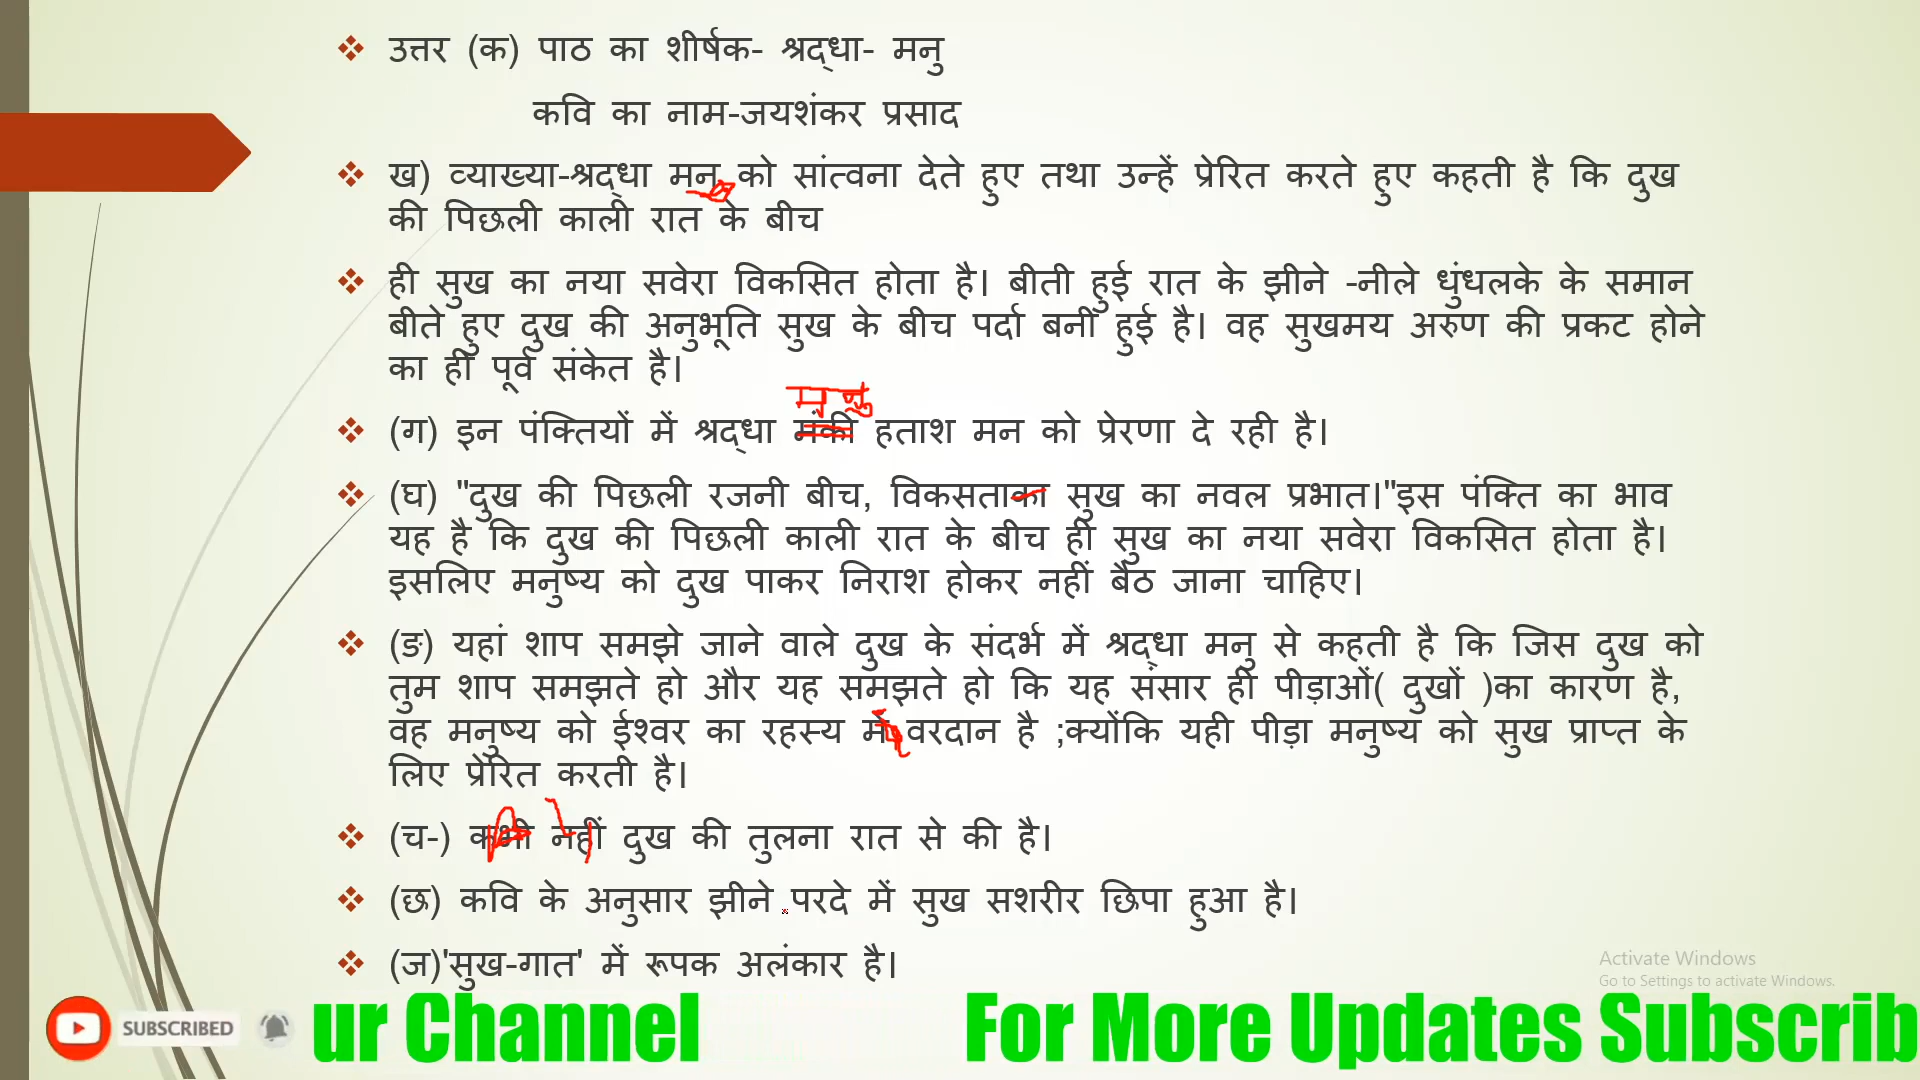 उत्तर (क) पाठ का शीर्षक- श्रद्धा- मनु
कवि का नाम-जयशंकर प्रसाद
ख) व्याख्या-श्रद्धा मन को सांत्वना देते हुए तथा उन्हें प्रेरित करते हुए कहती है कि दुख
की पिछली काली रात के बीच
ही सुख का नया सवेरा विकसित होता है। बीती हुई रात के झीने -नीले धुंधलके के समान
बीते हुए दुख की अनुभूति सुख के बीच पर्दा बनी हुई है। वह सुखमय अरुण की प्रकट होने
का ही पूर्व संकेत है।
मनु
(ग) इन पंक्तियों में श्रद्धा मंकी हताश मन को प्रेरणा दे रही है।
(घ) "दुख की पिछली रजनी बीच, विकसताका सुख का नवल प्रभात।"इस पंक्ति का भाव
यह है कि दुख की पिछली काली रात के बीच ही सुख का नया सवेरा विकसित होता है।
इसलिए मनुष्य को दुख पाकर निराश होकर नहीं बैठ जाना चाहिए।
(ङ) यहां शाप समझे जाने वाले दुख के संदर्भ में श्रद्धा मनु से कहती है कि जिस दुख को
तुम शाप समझते हो और यह समझते हो कि यह संसार ही पीड़ाओं( दुखों )का कारण है,
वह मनुष्य को ईश्वर का रहस्य मे वरदान है ;क्योंकि यही पीड़ा मनुष्य को सुख प्राप्त के
लिए प्रेरित करती है।
(च-) कभी नहीं दुख की तुलना रात से की है।
(छ) कवि के अनुसार झीने परदे में सुख सशरीर छिपा हुआ है।
(ज)'सुख-गात' में रूपक अलंकार है।
Activate Windows
Go to Settings to activate Windows.
SUBSCRIBED
ur Channel For More Updates Subscrib